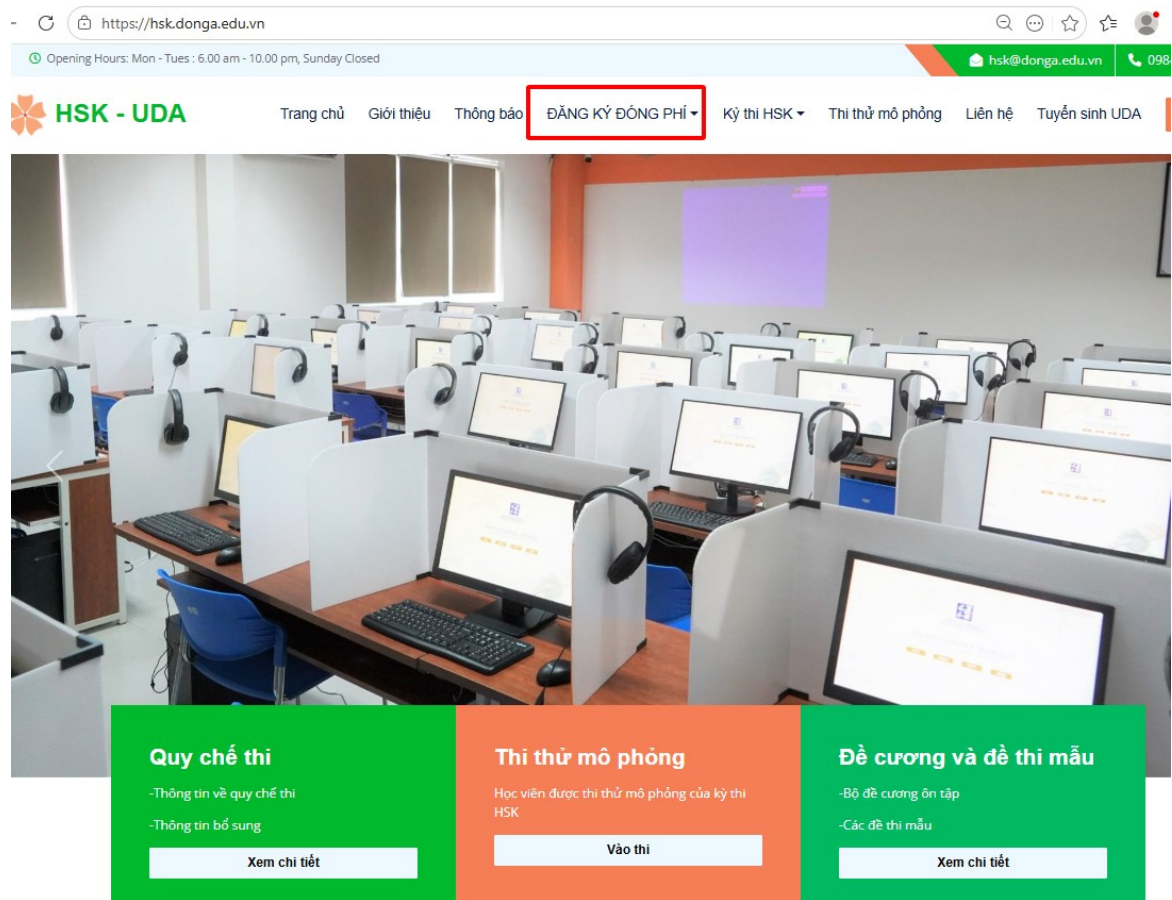 https://hsk.donga.edu.vn
Opening Hours: Mon - Tues : 6.00 am - 10.00 pm, Sunday Closed
hsk@donga.edu.vn
098
HSK - UDA
Trang chủ
Giới thiệu
Thông báo
ĐĂNG KÝ ĐÓNG PHÍ
Kỳ thi HSK
Thi thử mô phỏng
Liên hệ
Tuyển sinh UDA
Quy chế thi
-Thông tin về quy chế thi
-Thông tin bổ sung
Xem chi tiết
Thi thử mô phỏng
Học viên được thi thử mô phỏng của kỳ thi
HSK
Vào thi
Đề cương và đề thi mẫu
-Bộ đề cương ôn tập
-Các đề thi mẫu
Xem chi tiết